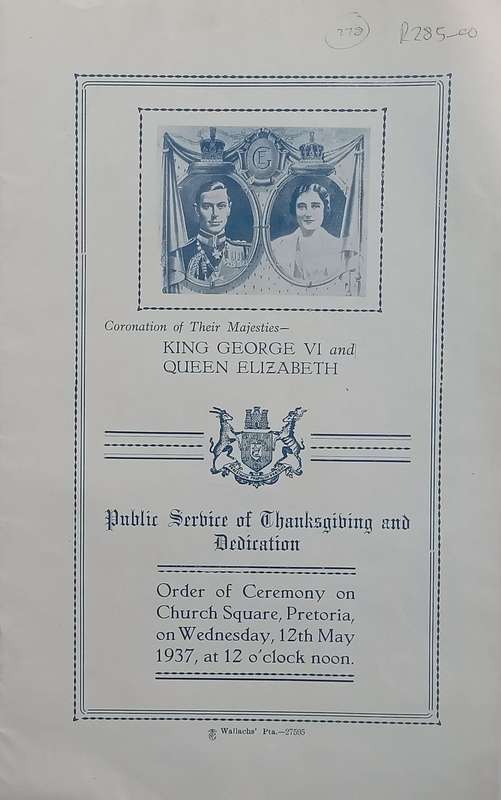 778 R285-00
Coronation of Their Majesties—
KING GEORGE VI and
QUEEN ELIZABETH
Public Service of Thanksgiving and
Dedication
Order of Ceremony on
Church Square, Pretoria,
on Wednesday, 12th May
1937, at 12 o'clock noon.
Wallachs' Pta.—27595